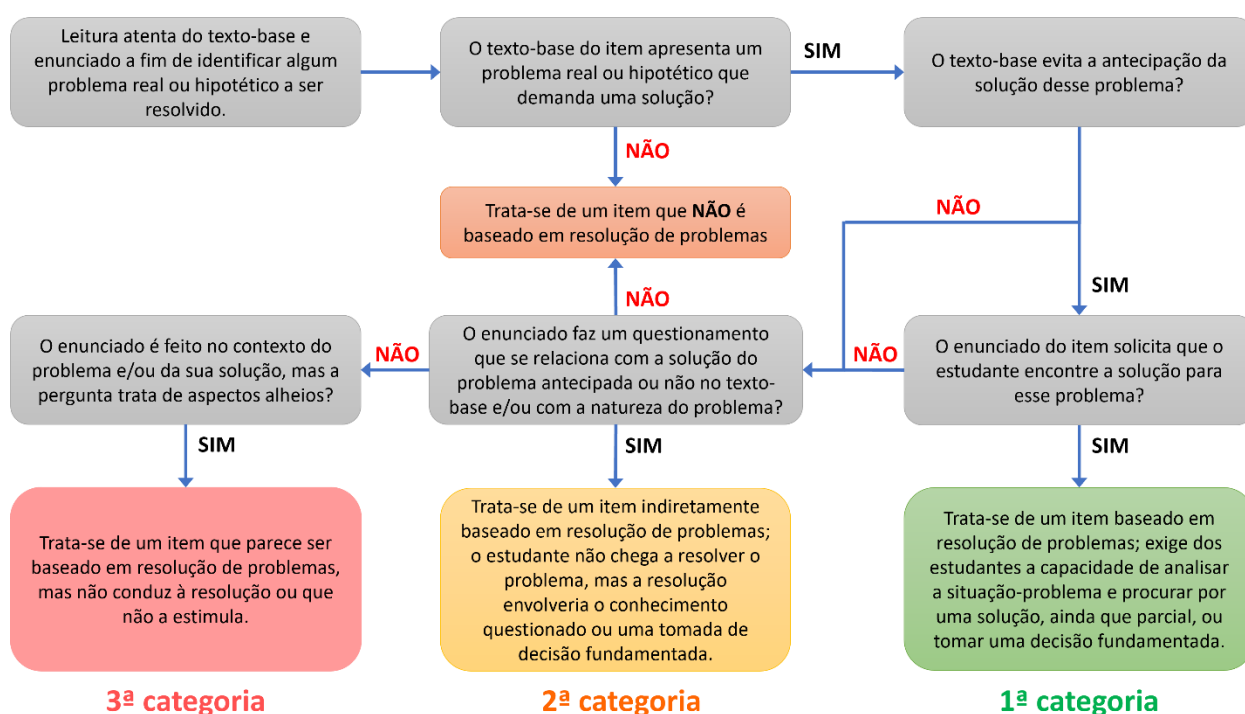 Leitura atenta do texto-base e
enunciado a fim de identificar algum
problema real ou hipotético a ser
resolvido.
O texto-base do item apresenta um
problema real ou hipotético que
demanda uma solução?
SIM
O texto-base evita a antecipação da
solução desse problema?
NÃO
Trata-se de um item que NÃO é
baseado em resolução de problemas
NÃO
SIM
NÃO
O enunciado é feito no contexto do
problema e/ou da sua solução, mas a
pergunta trata de aspectos alheios?
NÃO
O enunciado faz um questionamento
que se relaciona com a solução do
problema antecipada ou não no texto-
base e/ou com a natureza do problema?
NÃO
O enunciado do item solicita que o
estudante encontre a solução para
esse problema?
SIM
SIM
SIM
Trata-se de um item que parece ser
baseado em resolução de problemas,
mas não conduz à resolução ou que
não a estimula.
Trata-se de um item indiretamente
baseado em resolução de problemas;
o estudante não chega a resolver o
problema, mas a resolução
envolveria o conhecimento
questionado ou uma tomada de
decisão fundamentada.
Trata-se de um item baseado em
resolução de problemas; exige dos
estudantes a capacidade de analisar
a situação-problema e procurar por
uma solução, ainda que parcial, ou
tomar uma decisão fundamentada.
3ª categoria
2ª categoria
1ª categoria